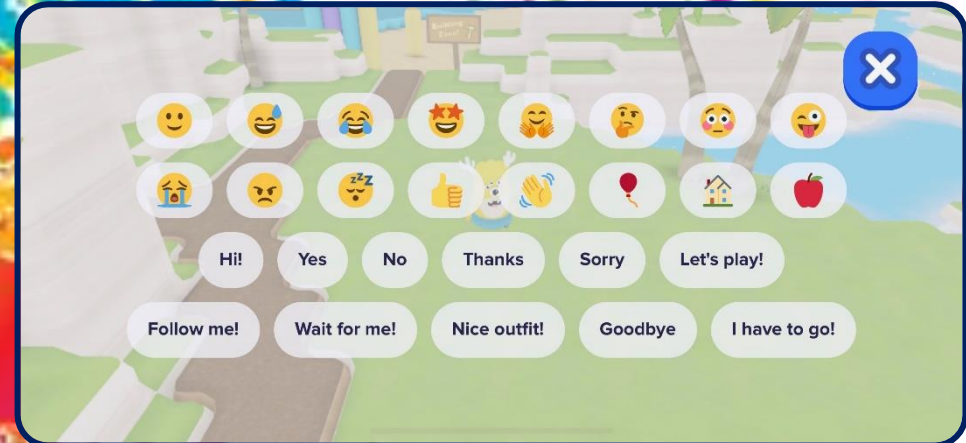 Hi! Yes No Thanks Sorry Let's play!
Follow me! Wait for me! Nice outfit! Goodbye I have to go!